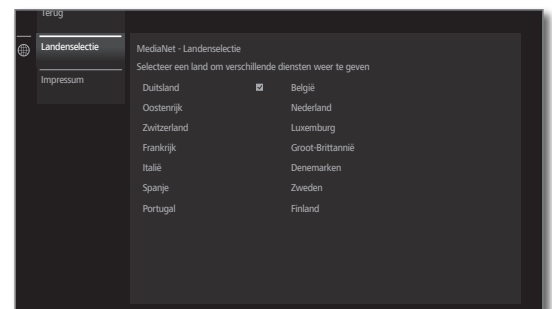 Terug
Landenselectie
Impressum
MediaNet - Landenselectie
Selecteer een land om verschillende diensten weer te geven
Duitsland België
Oostenrijk Nederland
Zwitzerland Luxemburg
Frankrijk Groot-Brittannië
Italië Denemarken
Spanje Zweden
Portugal Finland